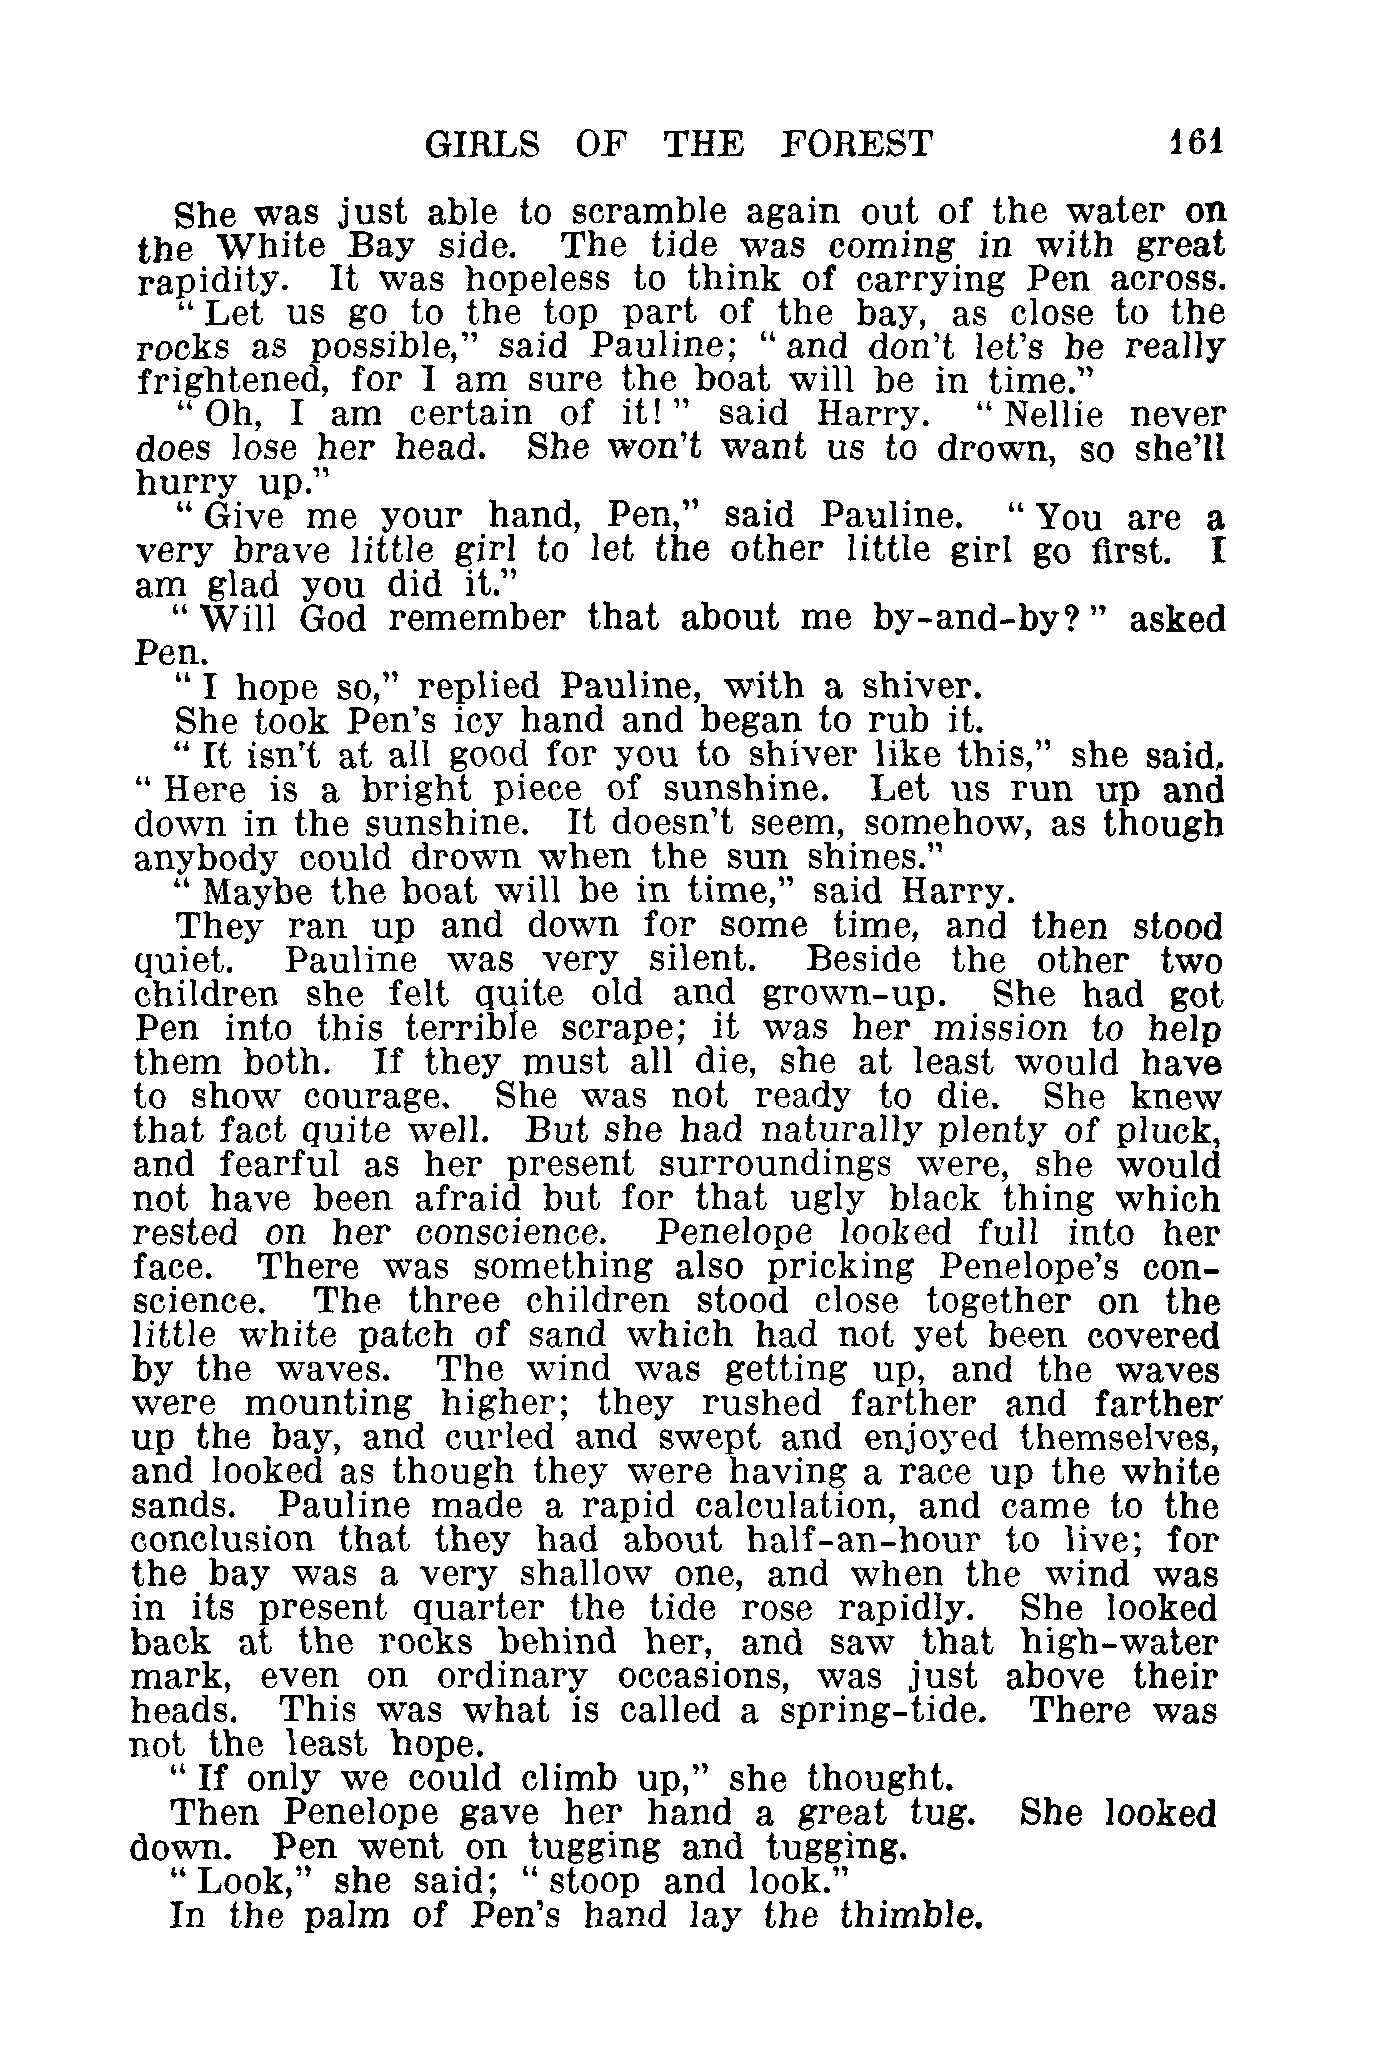 GIRLS OF THE FOREST 161
She was just able to scramble again out of the water on
the White Bay side. The tide was coming in with great
rapidity. It was hopeless to think of carrying Pen across.
“Let us go to the top part of the bay, as close to the
rocks as possible,” said Pauline; “and don't let's be really
frightened, for I am sure the boat will be in time.”
“Oh, I am certain of it!” said Harry. “Nellie never
does lose her head. She won't want us to drown, so she'll
hurry up.”
“Give me your hand, Pen,” said Pauline. “You are a
very brave little girl to let the other little girl go first. I
am glad you did it.”
“Will God remember that about me by-and-by?” asked
Pen.
“I hope so,” replied Pauline, with a shiver.
She took Pen's icy hand and began to rub it.
“It isn't at all good for you to shiver like this,” she said.
“Here is a bright piece of sunshine. Let us run up and
down in the sunshine. It doesn't seem, somehow, as though
anybody could drown when the sun shines.”
“Maybe the boat will be in time,” said Harry.
They ran up and down for some time, and then stood
quiet. Pauline was very silent. Beside the other two
children she felt quite old and grown-up. She had got
Pen into this terrible scrape; it was her mission to help
them both. If they must all die, she at least would have
to show courage. She was not ready to die. She knew
that fact quite well. But she had naturally plenty of pluck,
and fearful as her present surroundings were, she would
not have been afraid but for that ugly black thing which
rested on her conscience. Penelope looked full into her
face. There was something also pricking Penelope's con-
science. The three children stood close together on the
little white patch of sand which had not yet been covered
by the waves. The wind was getting up, and the waves
were mounting higher; they rushed farther and farther
up the bay, and curled and swept and enjoyed themselves,
and looked as though they were having a race up the white
sands. Pauline made a rapid calculation, and came to the
conclusion that they had about half-an-hour to live; for
the bay was a very shallow one, and when the wind was
in its present quarter the tide rose rapidly. She looked
back at the rocks behind her, and saw that high-water
mark, even on ordinary occasions, was just above their
heads. This was what is called a spring-tide. There was
not the least hope.
“If only we could climb up,” she thought.
Then Penelope gave her hand a great tug. She looked
down. Pen went on tugging and tugging.
“Look,” she said; “stoop and look.”
In the palm of Pen's hand lay the thimble.